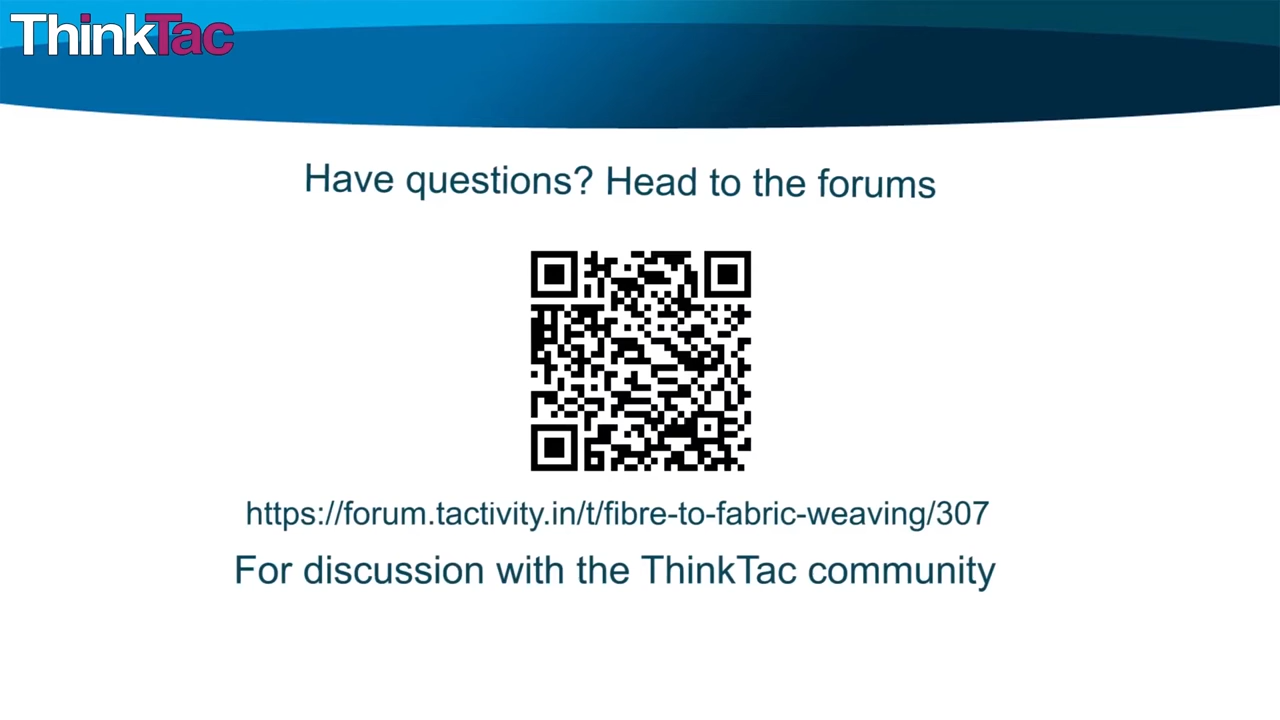 ThinkTac
Have questions? Head to the forums
https://forum.tactivity.in/t/fibre-to-fabric-weaving/307
For discussion with the ThinkTac community